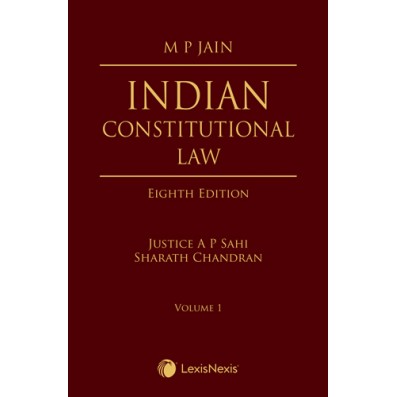 M P JAIN
INDIAN
CONSTITUTIONAL
LAW
EIGHTH EDITION
JUSTICE A P SAHI
SHARATH CHANDRAN
VOLUME 1
LexisNexis®